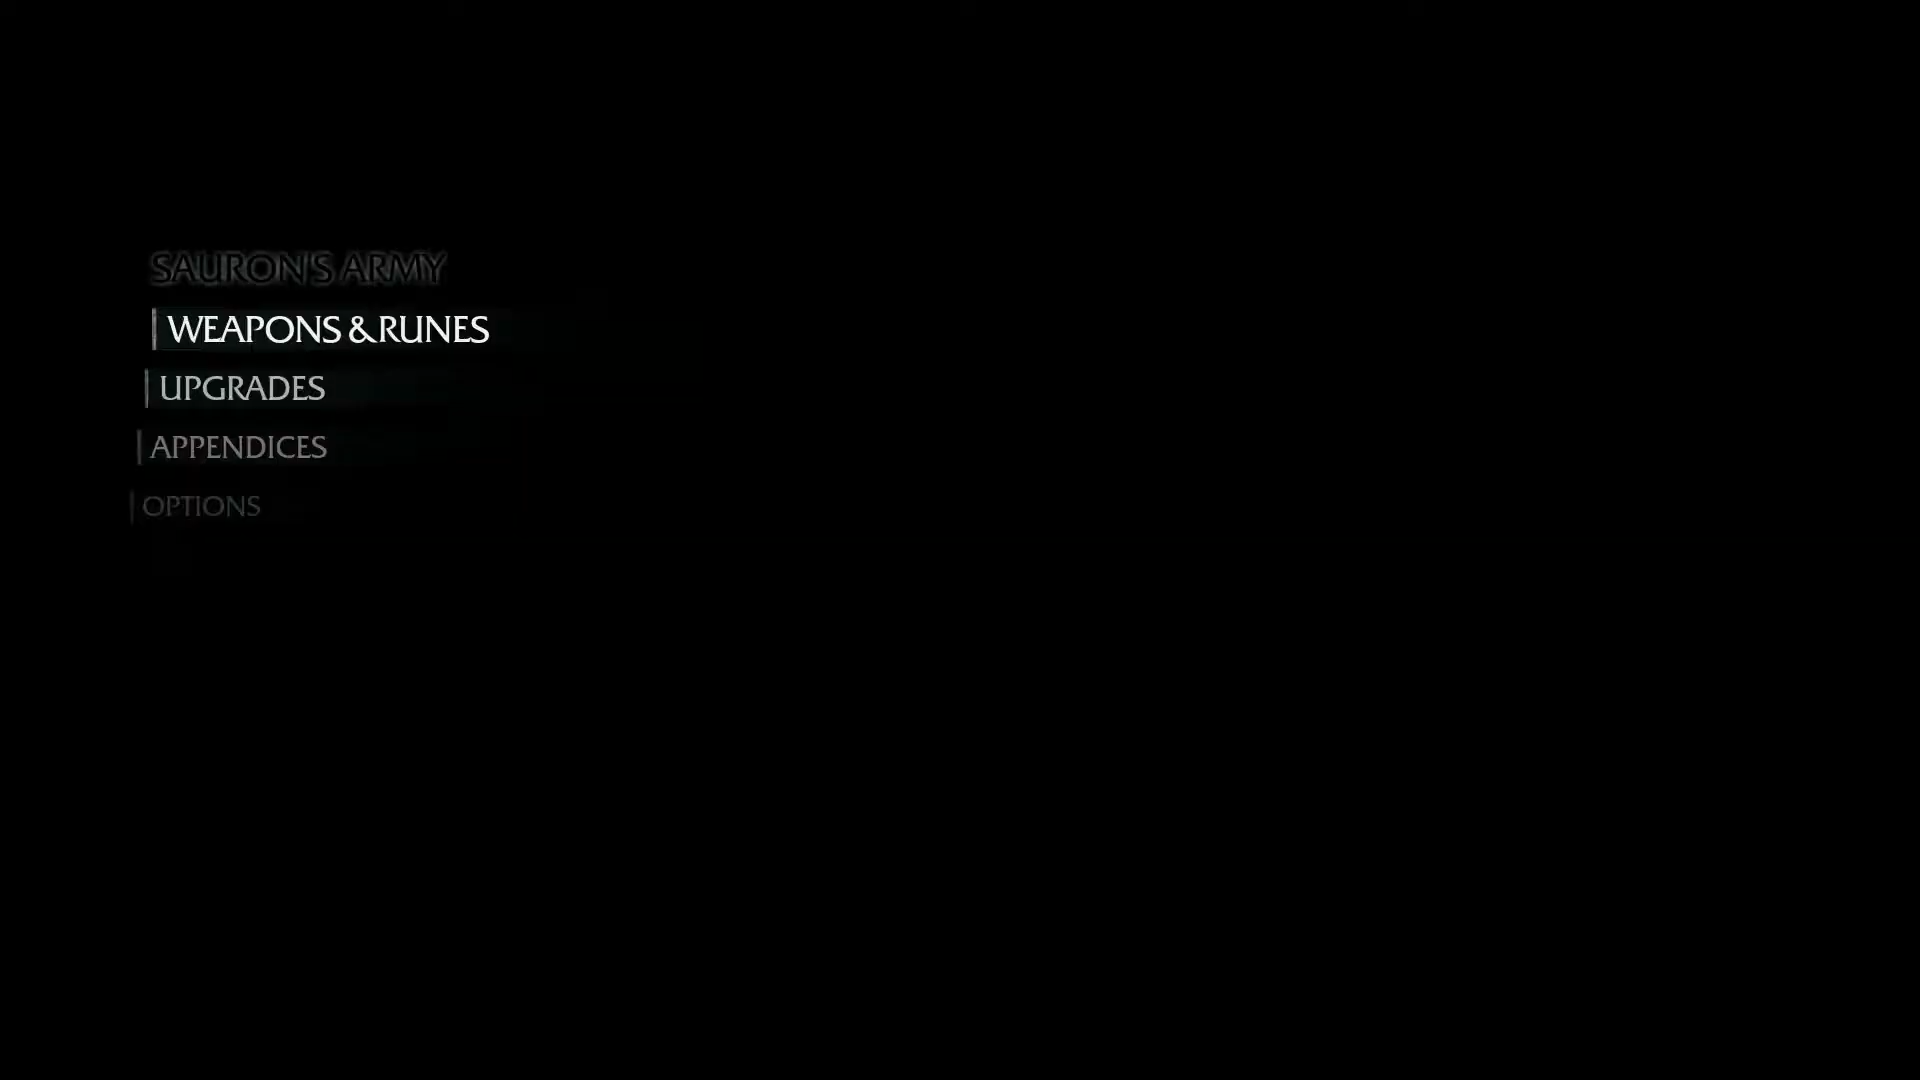 SAURON'S ARMY
WEAPONS & RUNES
UPGRADES
APPENDICES
OPTIONS